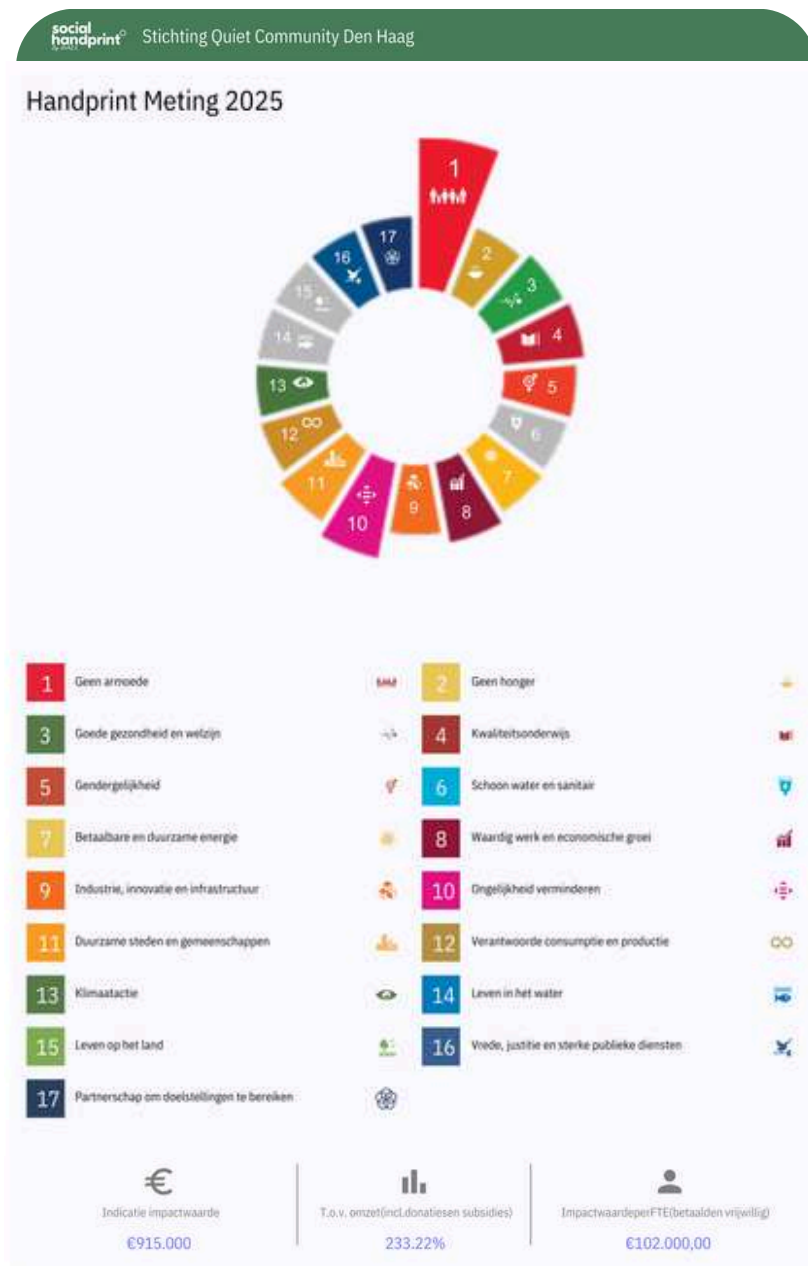 social
handprint
Stichting Quiet Community Den Haag
Handprint Meting 2025
1
2
3
4
5
6
7
8
9
10
11
12
13
14
15
16
17
1 Geen armoede
2 Geen honger
3 Goede gezondheid en welzijn
4 Kwaliteitsonderwijs
5 Gendergelijkheid
6 Schoon water en sanitair
7 Betaalbare en duurzame energie
8 Waardig werk en economische groei
9 Industrie, innovatie en infrastructuur
10 Ongelijkheid verminderen
11 Duurzame steden en gemeenschappen
12 Verantwoorde consumptie en productie
13 Klimaatactie
14 Leven in het water
15 Leven op het land
16 Vrede, justitie en sterke publieke diensten
17 Partnerschap om doelstellingen te bereiken
Indicatie impactwaarde
€915.000
T.o.v. omzet(incl.donatiesen subsidies)
233.22%
ImpactwaardeperFTE(betaalden vrijwillig)
€102.000,00